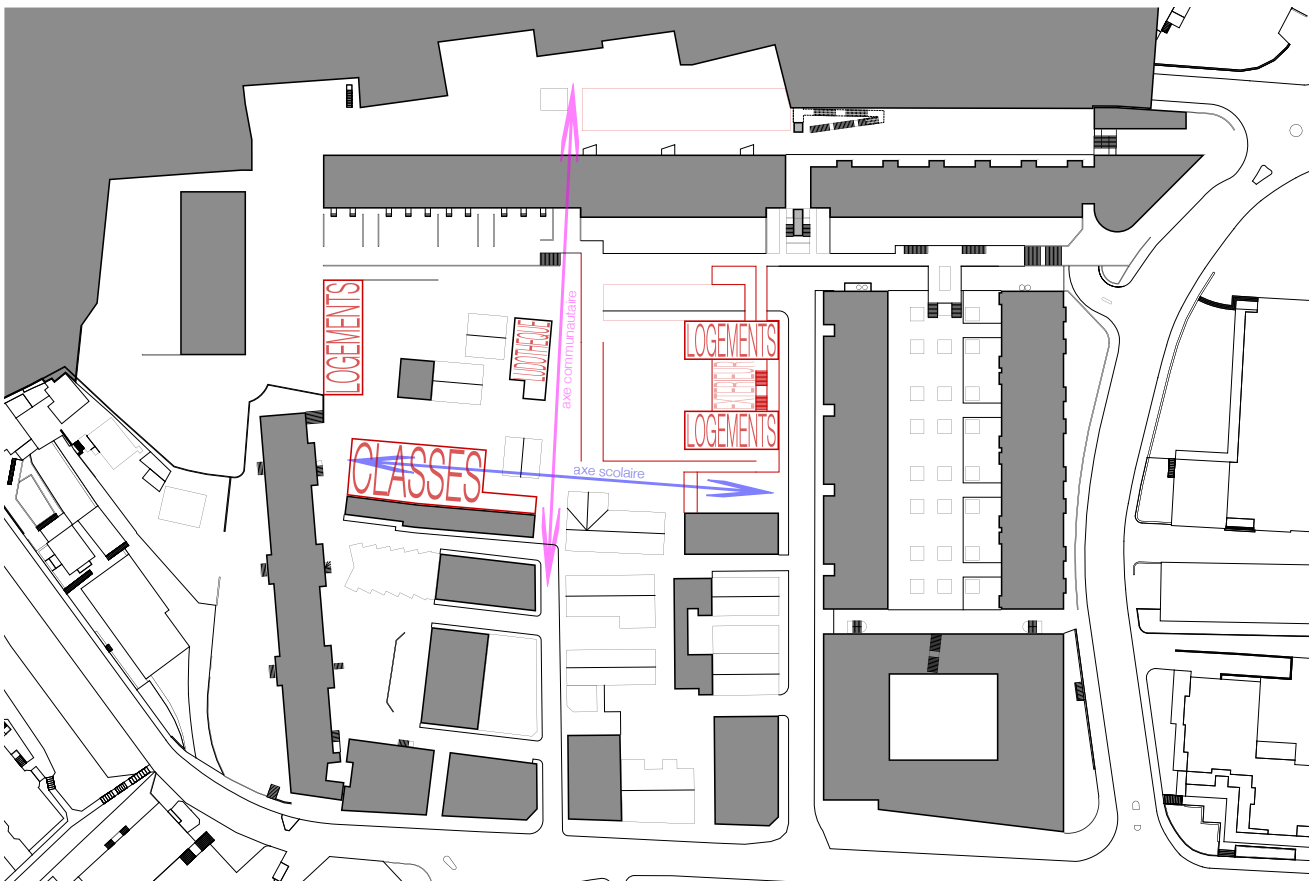 LOGEMENTS
LUDOTHEQUE
axe communautaire
LOGEMENTS
LOGEMENTS
CLASSES
axe scolaire